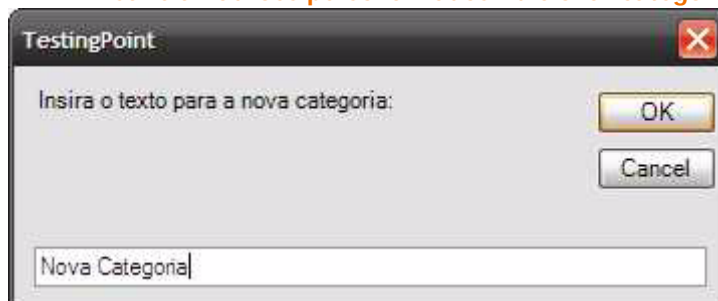 TestingPoint
Insira o texto para a nova categoria:
OK
Cancel
Nova Categoria